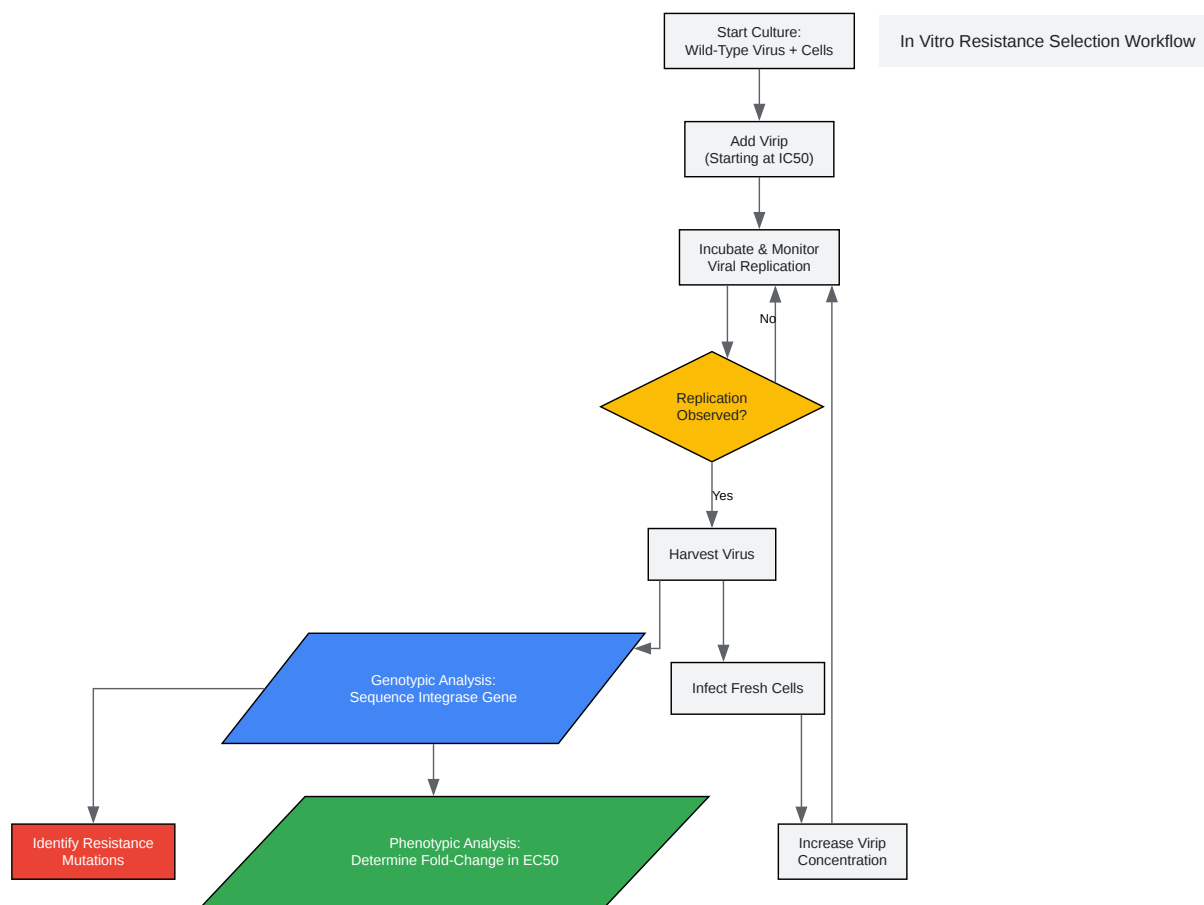 Start Culture:
Wild-Type Virus + Cells
In Vitro Resistance Selection Workflow
Add Virip
(Starting at IC50)
Incubate & Monitor
Viral Replication
No
Replication
Observed?
Yes
Harvest Virus
Genotypic Analysis:
Sequence Integrase Gene
Infect Fresh Cells
Identify Resistance
Mutations
Phenotypic Analysis:
Determine Fold-Change in EC50
Increase Virip
Concentration